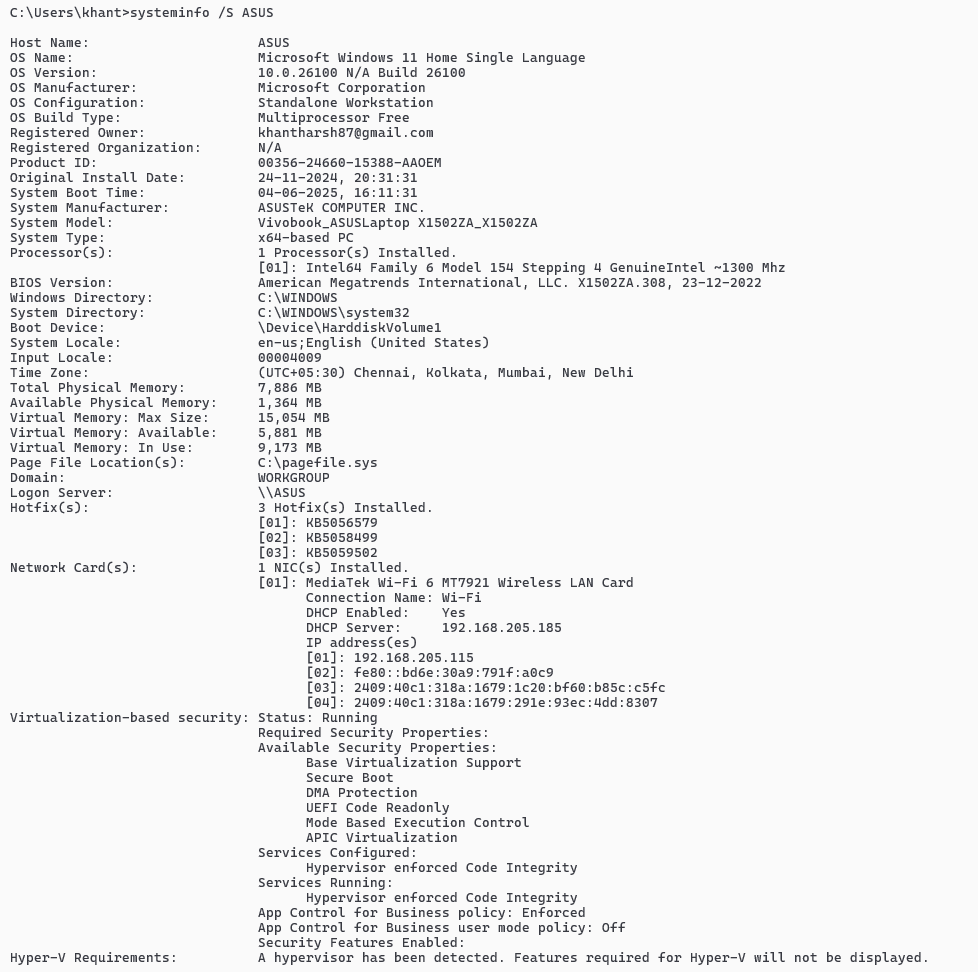 C:\Users\khant>systeminfo /S ASUS
Host Name: ASUS
OS Name: Microsoft Windows 11 Home Single Language
OS Version: 10.0.26100 N/A Build 26100
OS Manufacturer: Microsoft Corporation
OS Configuration: Standalone Workstation
OS Build Type: Multiprocessor Free
Registered Owner: khantharsh87@gmail.com
Registered Organization: N/A
Product ID: 00356-24660-15388-AAOEM
Original Install Date: 24-11-2024, 20:31:31
System Boot Time: 04-06-2025, 16:11:31
System Manufacturer: ASUSTeK COMPUTER INC.
System Model: Vivobook_ASUSLaptop X1502ZA_X1502ZA
System Type: x64-based PC
Processor(s): 1 Processor(s) Installed.
[01]: Intel64 Family 6 Model 154 Stepping 4 GenuineIntel ~1300 Mhz
BIOS Version: American Megatrends International, LLC. X1502ZA.308, 23-12-2022
Windows Directory: C:\WINDOWS
System Directory: C:\WINDOWS\system32
Boot Device: \Device\HarddiskVolume1
System Locale: en-us;English (United States)
Input Locale: 00004009
Time Zone: (UTC+05:30) Chennai, Kolkata, Mumbai, New Delhi
Total Physical Memory: 7,886 MB
Available Physical Memory: 1,364 MB
Virtual Memory: Max Size: 15,054 MB
Virtual Memory: Available: 5,881 MB
Virtual Memory: In Use: 9,173 MB
Page File Location(s): C:\pagefile.sys
Domain: WORKGROUP
Logon Server: \\ASUS
Hotfix(s): 3 Hotfix(s) Installed.
[01]: KB5056579
[02]: KB5058499
[03]: KB5059502
Network Card(s): 1 NIC(s) Installed.
[01]: MediaTek Wi-Fi 6 MT7921 Wireless LAN Card
Connection Name: Wi-Fi
DHCP Enabled: Yes
DHCP Server: 192.168.205.185
IP address(es)
[01]: 192.168.205.115
[02]: fe80::bd6e:30a9:791f:a0c9
[03]: 2409:40c1:318a:1679:1c20:bf60:b85c:c5fc
[04]: 2409:40c1:318a:1679:291e:93ec:4dd:8307
Virtualization-based security: Status: Running
Required Security Properties:
Available Security Properties:
Base Virtualization Support
Secure Boot
DMA Protection
UEFI Code Readonly
Mode Based Execution Control
APIC Virtualization
Services Configured:
Hypervisor enforced Code Integrity
Services Running:
Hypervisor enforced Code Integrity
App Control for Business policy: Enforced
App Control for Business user mode policy: Off
Security Features Enabled:
Hyper-V Requirements: A hypervisor has been detected. Features required for Hyper-V will not be displayed.